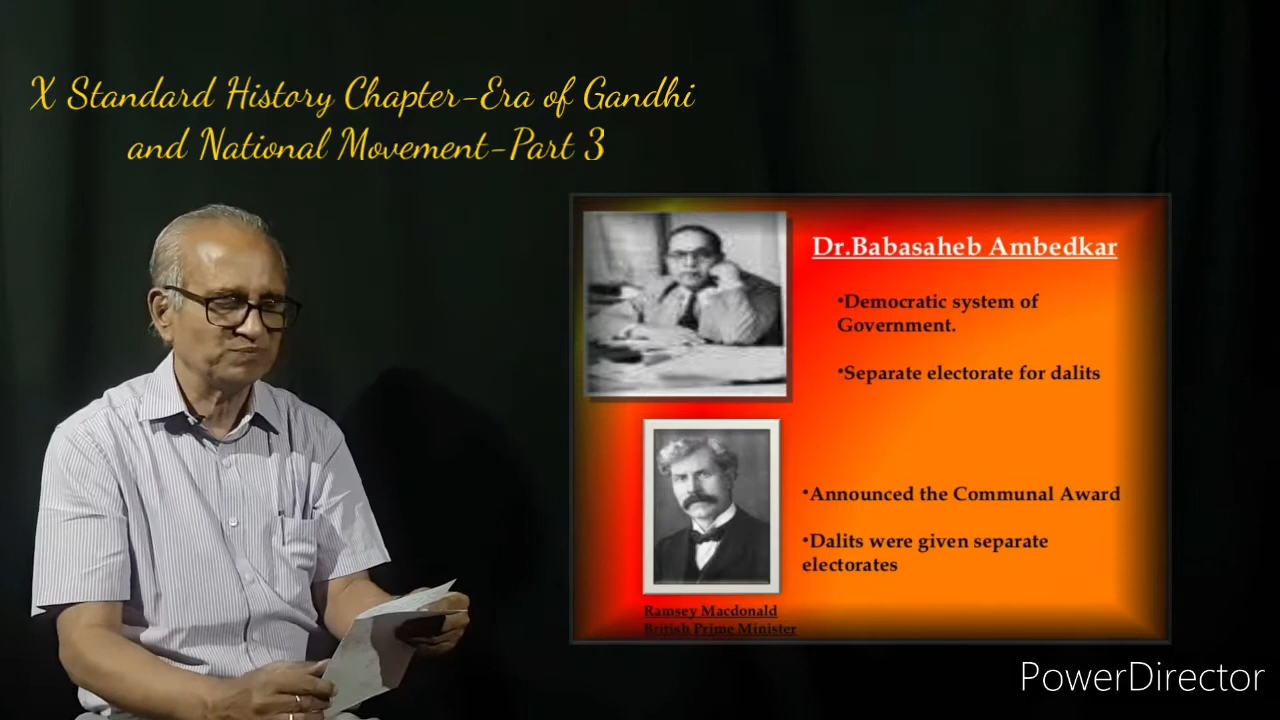 X Standard History Chapter-Era of Gandhi
and National Movement-Part 3
Dr.Babasaheb Ambedkar
•Democratic system of
Government.
•Separate electorate for dalits
•Announced the Communal Award
•Dalits were given separate
electorates
Ramsey Macdonald
British Prime Minister
PowerDirector